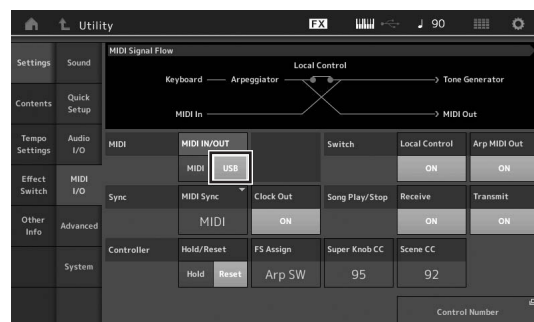 Utility
FX
♩ 90
Settings
Sound
Contents
Quick Setup
Tempo Settings
Audio I/O
Effect Switch
MIDI I/O
Other Info
Advanced
System
MIDI Signal Flow
Local Control
Keyboard
Arpeggiator
Tone Generator
MIDI In
MIDI Out
MIDI
MIDI IN/OUT
MIDI
USB
Switch
Local Control
ON
Arp MIDI Out
ON
Sync
MIDI Sync
MIDI
Clock Out
ON
Song Play/Stop
Receive
ON
Transmit
ON
Controller
Hold/Reset
Hold
Reset
FS Assign
Arp SW
Super Knob CC
95
Scene CC
92
Control Number